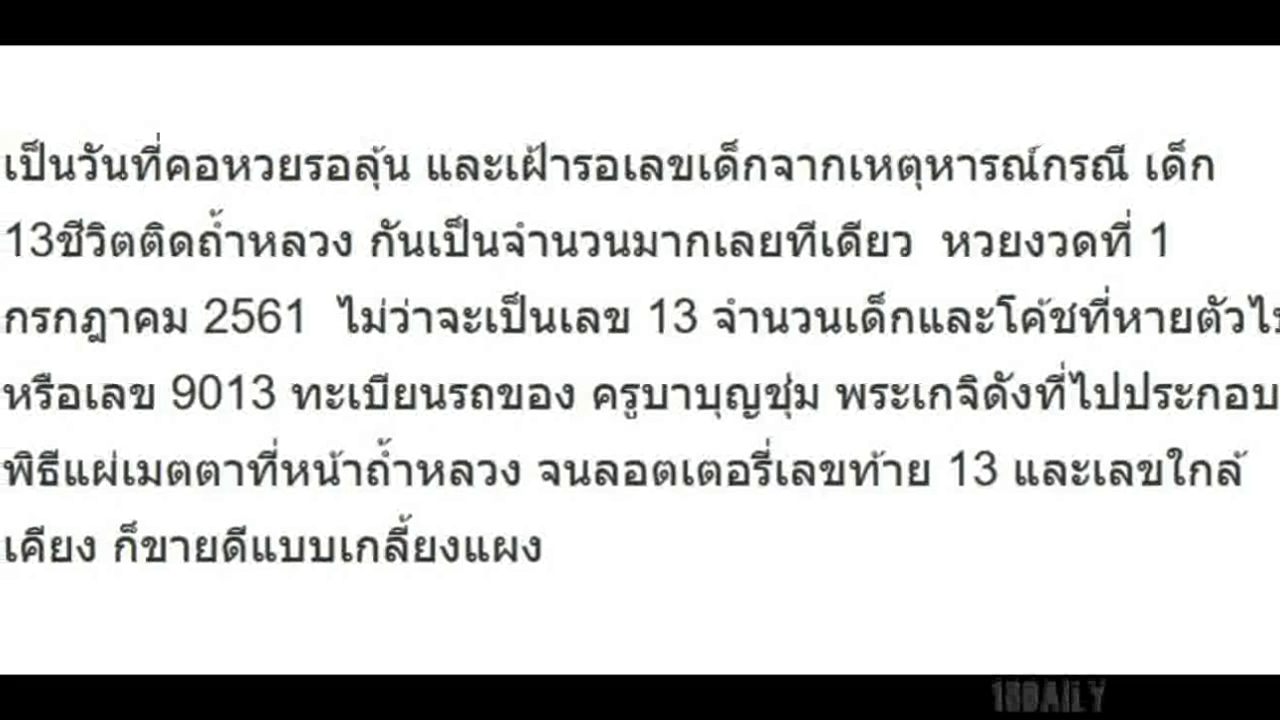 เป็นวันที่คอหวยรอลุ้น และเฝ้ารอเลขเด็กจากเหตุหารณ์กรณี เด็ก
13ชีวิตติดถ้ำหลวง กันเป็นจำนวนมากเลยทีเดียว หวยงวดที่ 1
กรกฎาคม 2561 ไม่ว่าจะเป็นเลข 13 จำนวนเด็กและโค้ชที่หายตัวไป
หรือเลข 9013 ทะเบียนรถของ ครูบาบุญชุ่ม พระเกจิดังที่ไปประกอบ
พิธีแผ่เมตตาที่หน้าถ้ำหลวง จนลอตเตอรี่เลขท้าย 13 และเลขใกล้
เคียง ก็ขายดีแบบเกลี้ยงแผง